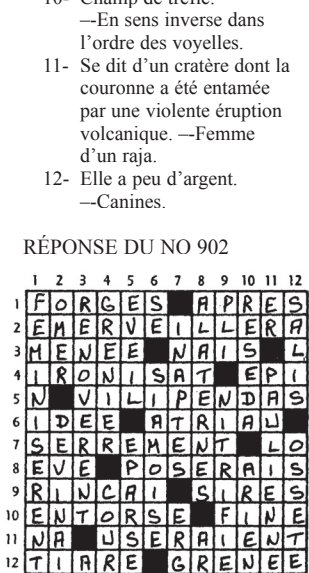 10- Champ de trèfle.
–-En sens inverse dans
l'ordre des voyelles.
11- Se dit d'un cratère dont la
couronne a été entamée
par une violente éruption
volcanique. –-Femme
d'un raja.
12- Elle a peu d'argent.
–-Canines.
RÉPONSE DU NO 902
1 2 3 4 5 6 7 8 9 10 11 12
1 F O R G E S A P R E S
2 E M E R V E I L L E R A
3 M E N E E N A I S L
4 I R O N I S A T E P I
5 N V I L I P E N D A S
6 I D E E A T R I A U
7 S E R R E M E N T L O
8 E V E P O S E R A I S
9 R I N C A I S I R E S
10 E N T O R S E F I N E
11 N A U S E R A I E N T
12 T I A R E G R E N E E